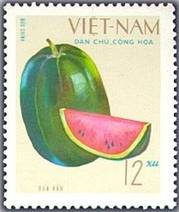 VIỆT-NAM
DÂN CHỦ CỘNG HÒA
12 xu
DƯA HẤU